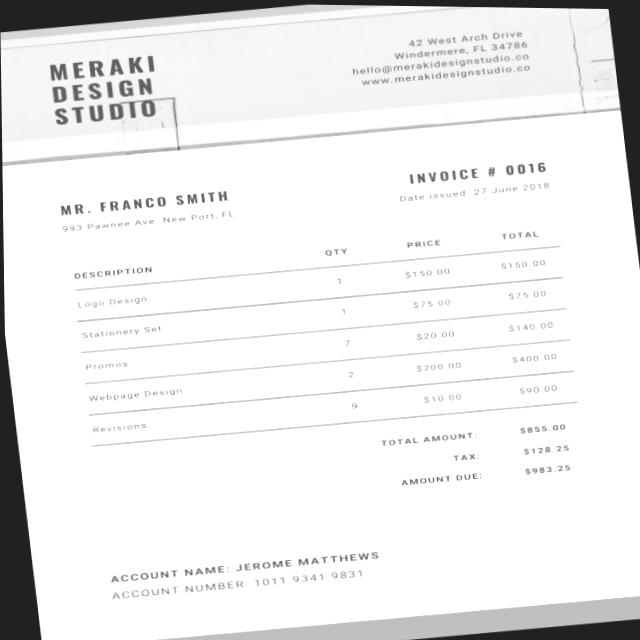 MERAKI
DESIGN
STUDIO
42 West Arch Drive
Windermere, FL 34786
hello@merakidesignstudio.co
www.merakidesignstudio.co
MR. FRANCO SMITH
993 Pawnee Ave New Port, FL
INVOICE # 0016
Date issued 27 June 2018
DESCRIPTION QTY PRICE TOTAL
Logo Design 1 $150.00 $150.00
Stationery Set 1 $75.00 $75.00
Promos 7 $20.00 $140.00
Webpage Design 2 $200.00 $400.00
Revisions 9 $10.00 $90.00
TOTAL AMOUNT: $855.00
TAX: $128.25
AMOUNT DUE: $983.25
ACCOUNT NAME: JEROME MATTHEWS
ACCOUNT NUMBER 1011 9341 9831